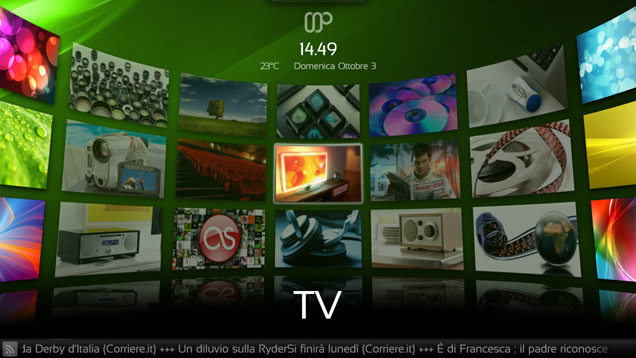 14.49
23°C Domenica Ottobre 3
TV
da Derby d'Italia (Corriere.it) +++ Un diluvio sulla RyderSi finirà lunedì (Corriere.it) +++ È di Francesca : il padre riconosce